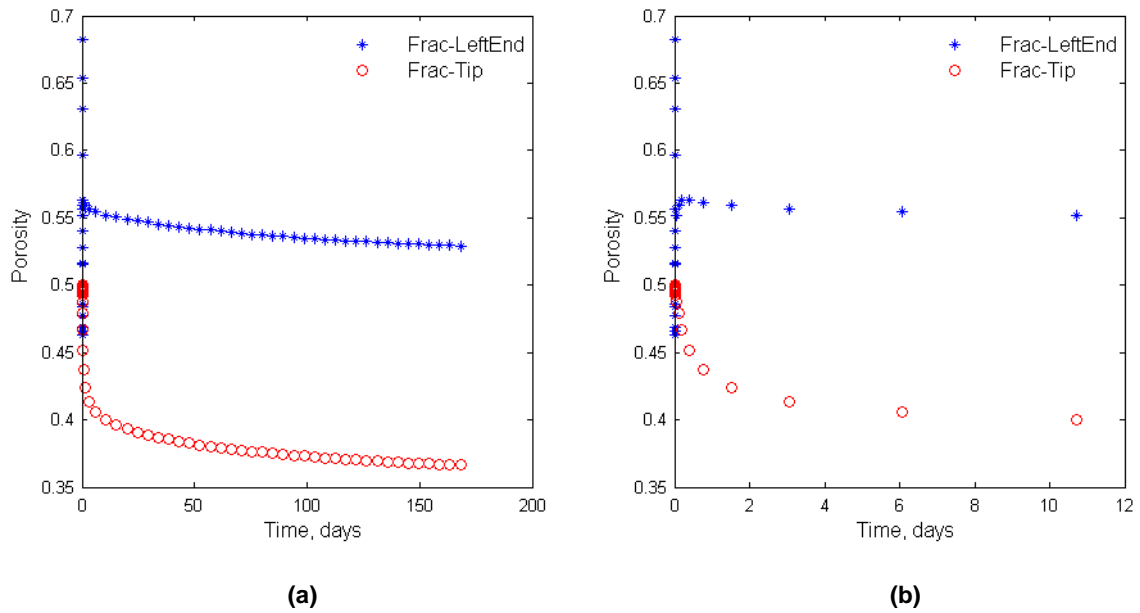 0.7
0.65
0.6
0.55
0.5
0.45
0.4
0.35
Porosity
Frac-LeftEnd
Frac-Tip
0 50 100 150 200
Time, days
(a)
0.7
0.65
0.6
0.55
0.5
0.45
0.4
0.35
Porosity
Frac-LeftEnd
Frac-Tip
0 2 4 6 8 10 12
Time, days
(b)